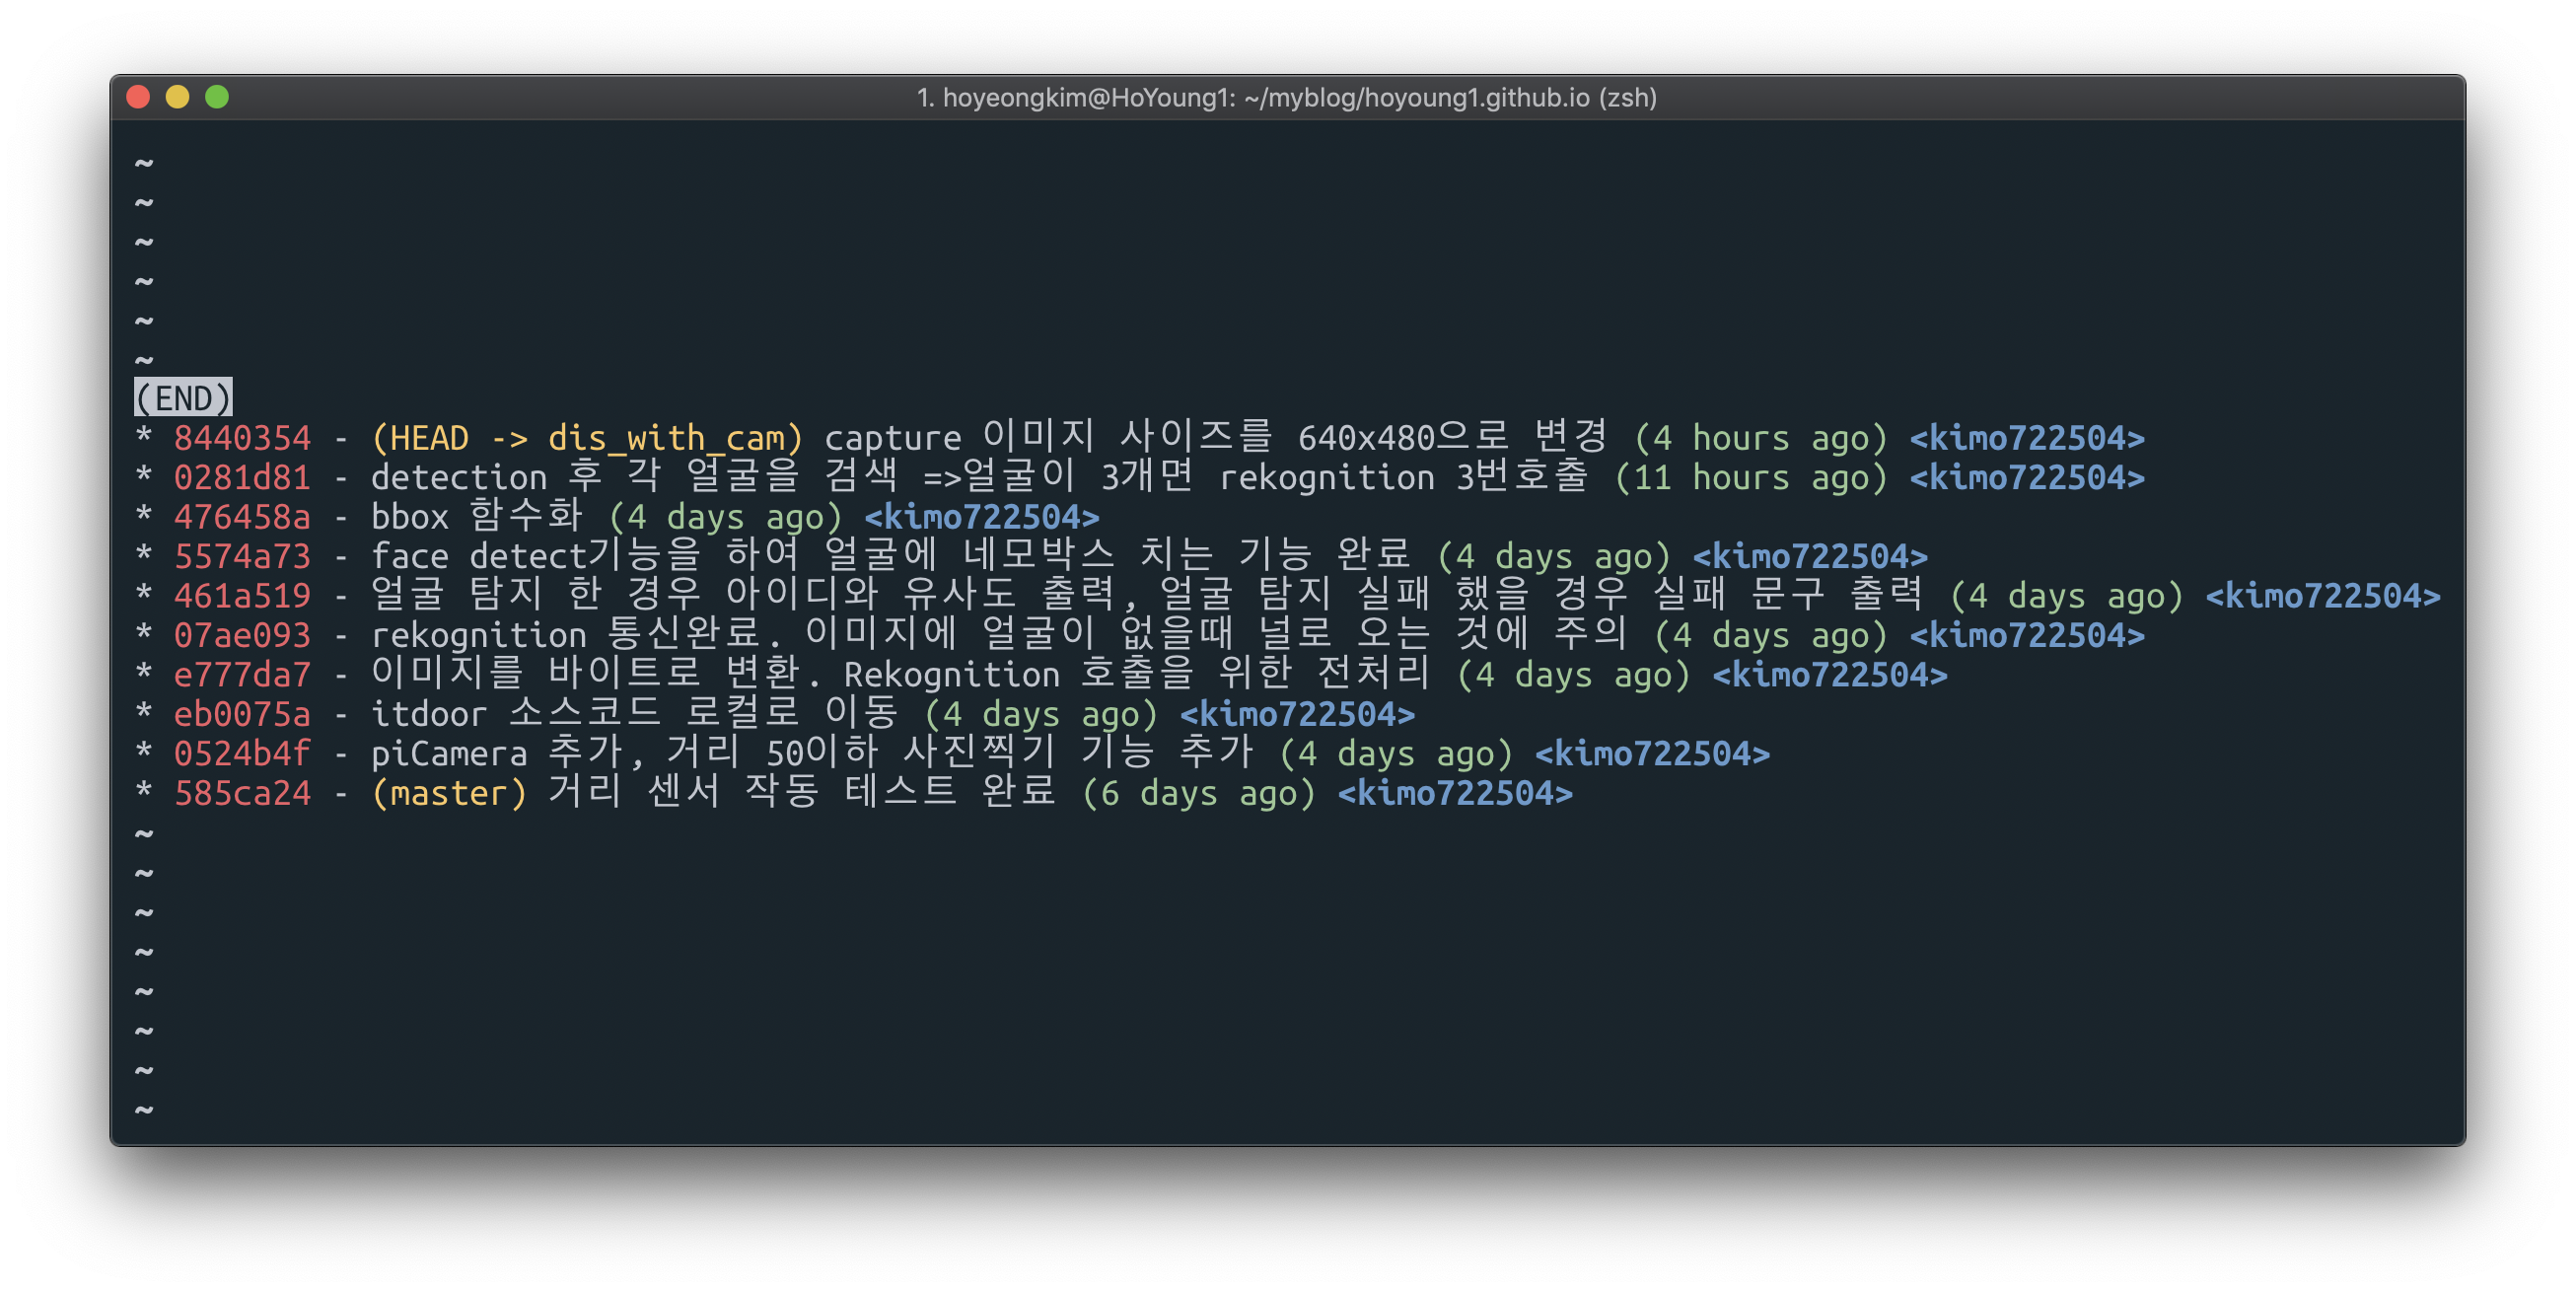 1. hoyeongkim@HoYoung1: ~/myblog/hoyoung1.github.io (zsh)
~
~
~
~
~
~
(END)
* 8440354 - (HEAD -> dis_with_cam) capture 이미지 사이즈를 640x480으로 변경 (4 hours ago) <kimo722504>
* 0281d81 - detection 후 각 얼굴을 검색 =>얼굴이 3개면 rekognition 3번호출 (11 hours ago) <kimo722504>
* 476458a - bbox 함수화 (4 days ago) <kimo722504>
* 5574a73 - face detect기능을 하여 얼굴에 네모박스 치는 기능 완료 (4 days ago) <kimo722504>
* 461a519 - 얼굴 탐지 한 경우 아이디와 유사도 출력, 얼굴 탐지 실패 했을 경우 실패 문구 출력 (4 days ago) <kimo722504>
* 07ae093 - rekognition 통신완료. 이미지에 얼굴이 없을때 널로 오는 것에 주의 (4 days ago) <kimo722504>
* e777da7 - 이미지를 바이트로 변환. Rekognition 호출을 위한 전처리 (4 days ago) <kimo722504>
* eb0075a - itdoor 소스코드 로컬로 이동 (4 days ago) <kimo722504>
* 0524b4f - piCamera 추가, 거리 50이하 사진찍기 기능 추가 (4 days ago) <kimo722504>
* 585ca24 - (master) 거리 센서 작동 테스트 완료 (6 days ago) <kimo722504>
~
~
~
~
~
~
~
~